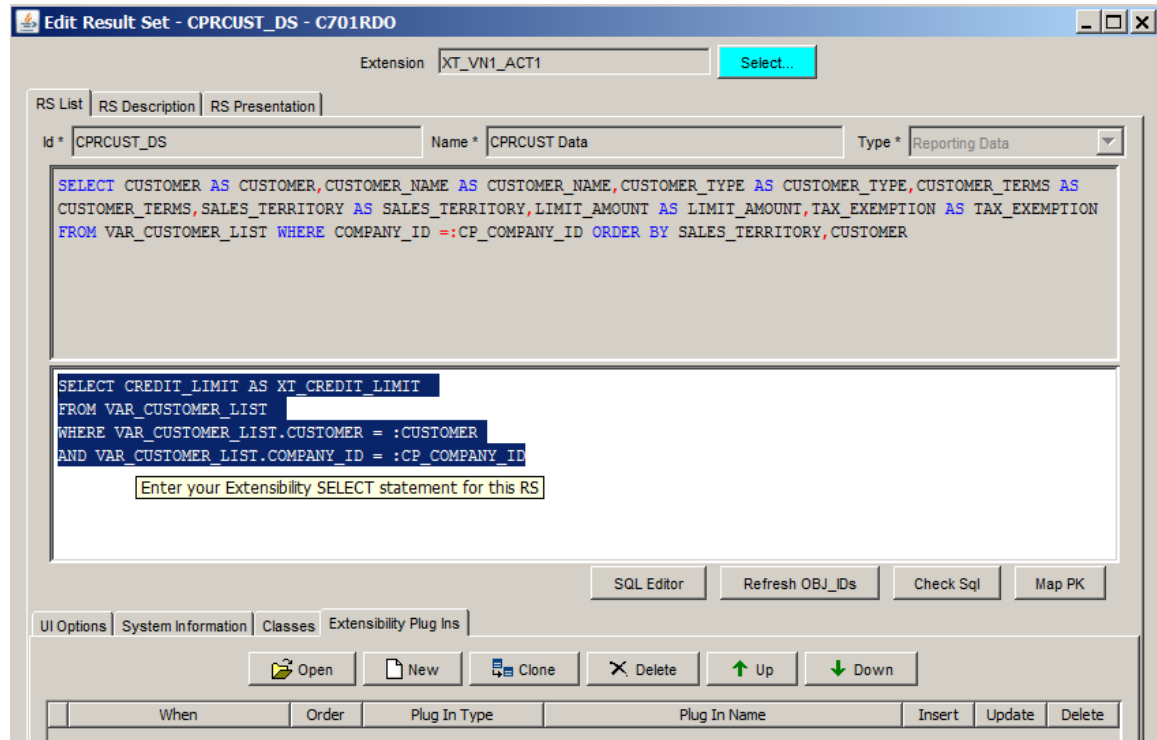 Edit Result Set - CPRCUST_DS - C701RDO
Extension XT_VN1_ACT1 Select...
RS List RS Description RS Presentation
Id * CPRCUST_DS Name * CPRCUST Data Type * Reporting Data
SELECT CUSTOMER AS CUSTOMER,CUSTOMER_NAME AS CUSTOMER_NAME,CUSTOMER_TYPE AS CUSTOMER_TYPE,CUSTOMER_TERMS AS
CUSTOMER_TERMS,SALES_TERRITORY AS SALES_TERRITORY,LIMIT_AMOUNT AS LIMIT_AMOUNT,TAX_EXEMPTION AS TAX_EXEMPTION
FROM VAR_CUSTOMER_LIST WHERE COMPANY_ID =:CP_COMPANY_ID ORDER BY SALES_TERRITORY,CUSTOMER
SELECT CREDIT_LIMIT AS XT_CREDIT_LIMIT
FROM VAR_CUSTOMER_LIST
WHERE VAR_CUSTOMER_LIST.CUSTOMER = :CUSTOMER
AND VAR_CUSTOMER_LIST.COMPANY_ID = :CP_COMPANY_ID
Enter your Extensibility SELECT statement for this RS
SQL Editor Refresh OBJ_IDs Check Sql Map PK
UI Options System Information Classes Extensibility Plug Ins
Open New Clone Delete Up Down
When Order Plug In Type Plug In Name Insert Update Delete